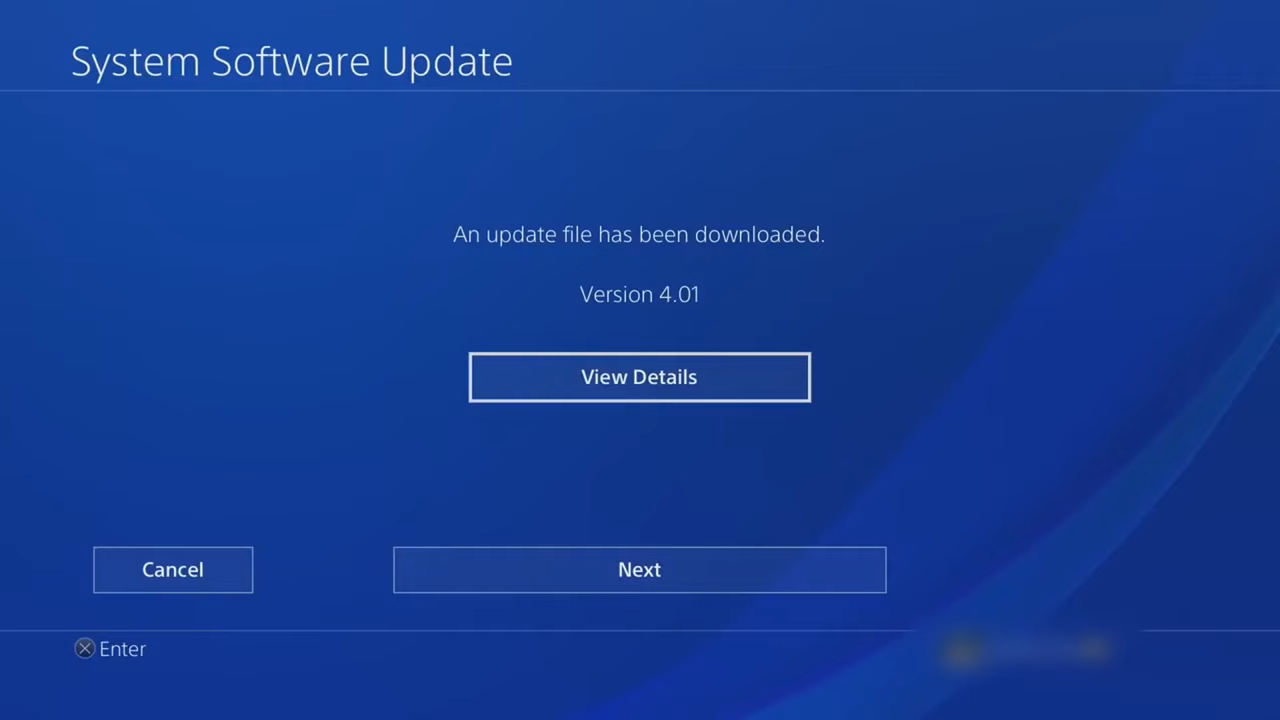 System Software Update
An update file has been downloaded.
Version 4.01
View Details
Cancel
Next
Enter